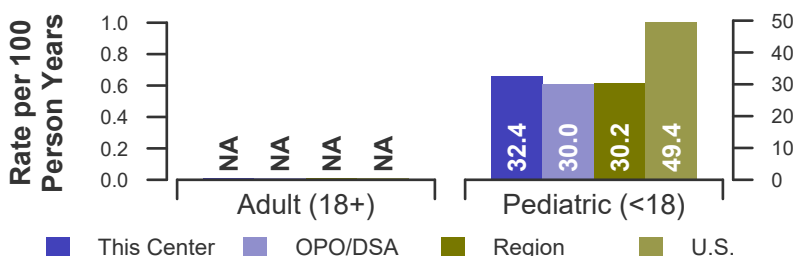 Rate per 100
Person Years
1.0
0.8
0.6
0.4
0.2
0.0
NA
NA
NA
NA
Adult (18+)
32.4
30.0
30.2
49.4
Pediatric (<18)
50
40
30
20
10
0
This Center
OPO/DSA
Region
U.S.